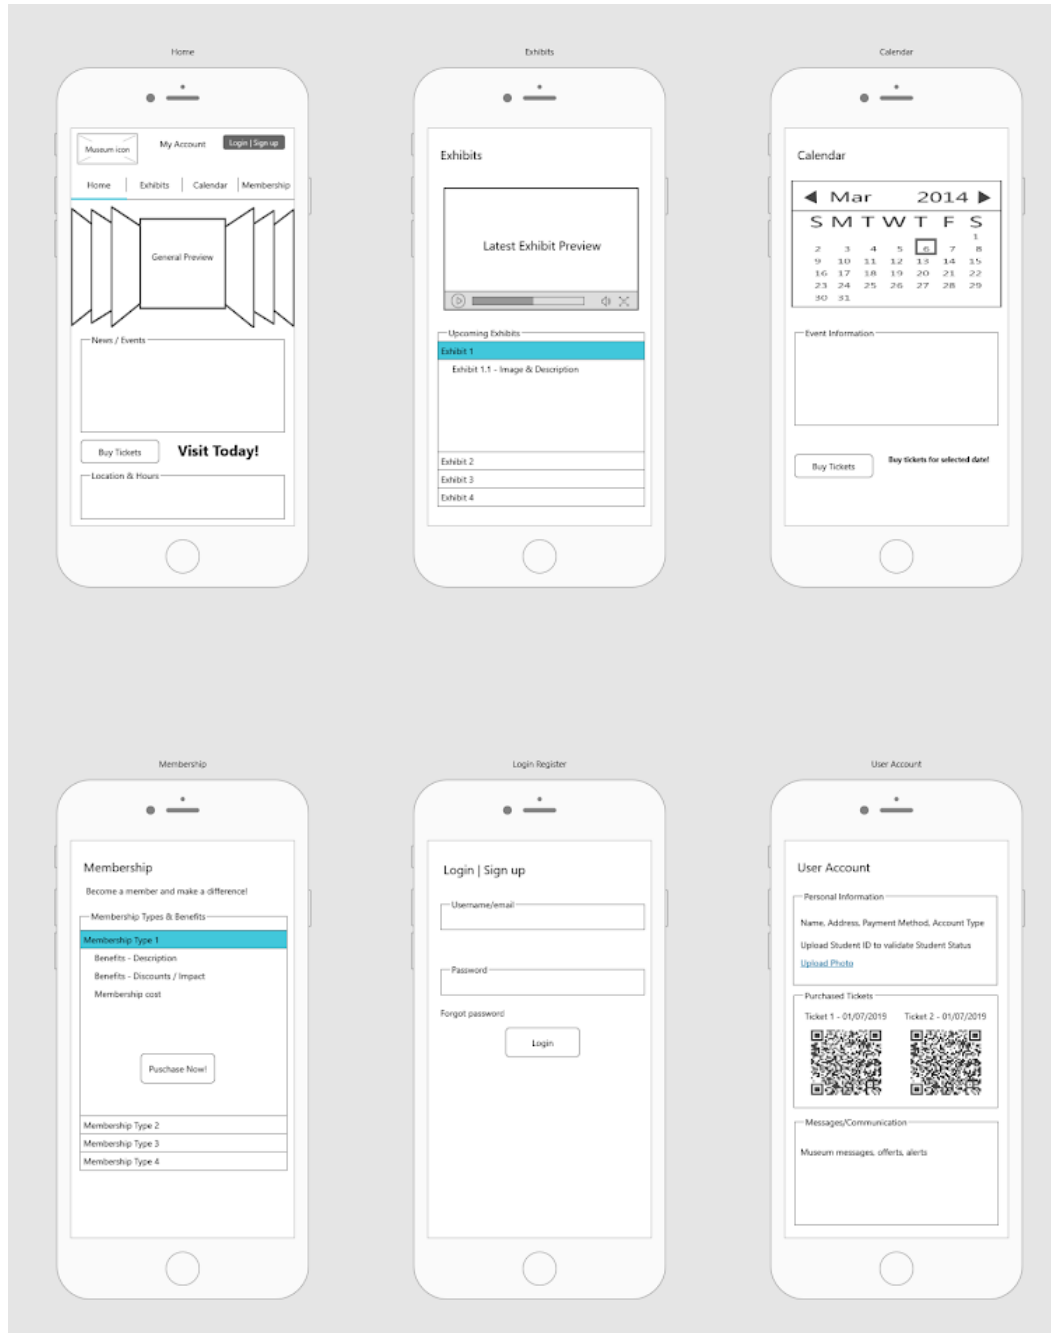 Home
Museum icon
My Account
Login | Sign up
Home
Exhibits
Calendar
Membership
General Preview
News / Events
Buy Tickets
Visit Today!
Location & Hours
Exhibits
Exhibits
Latest Exhibit Preview
Upcoming Exhibits
Exhibit 1
Exhibit 1.1 - Image & Description
Exhibit 2
Exhibit 3
Exhibit 4
Calendar
Calendar
Mar 2014
S M T W T F S
1
2 3 4 5 6 7 8
9 10 11 12 13 14 15
16 17 18 19 20 21 22
23 24 25 26 27 28 29
30 31
Event Information
Buy Tickets
Buy tickets for selected date!
Membership
Membership
Become a member and make a difference!
Membership Types & Benefits
Membership Type 1
Benefits - Description
Benefits - Discounts / Impact
Membership cost
Puschase Now!
Membership Type 2
Membership Type 3
Membership Type 4
Login Register
Login | Sign up
Username/email
Password
Forgot password
Login
User Account
User Account
Personal Information
Name, Address, Payment Method, Account Type
Upload Student ID to validate Student Status
Upload Photo
Purchased Tickets
Ticket 1 - 01/07/2019
Ticket 2 - 01/07/2019
Messages/Communication
Museum messages, offerts, alerts